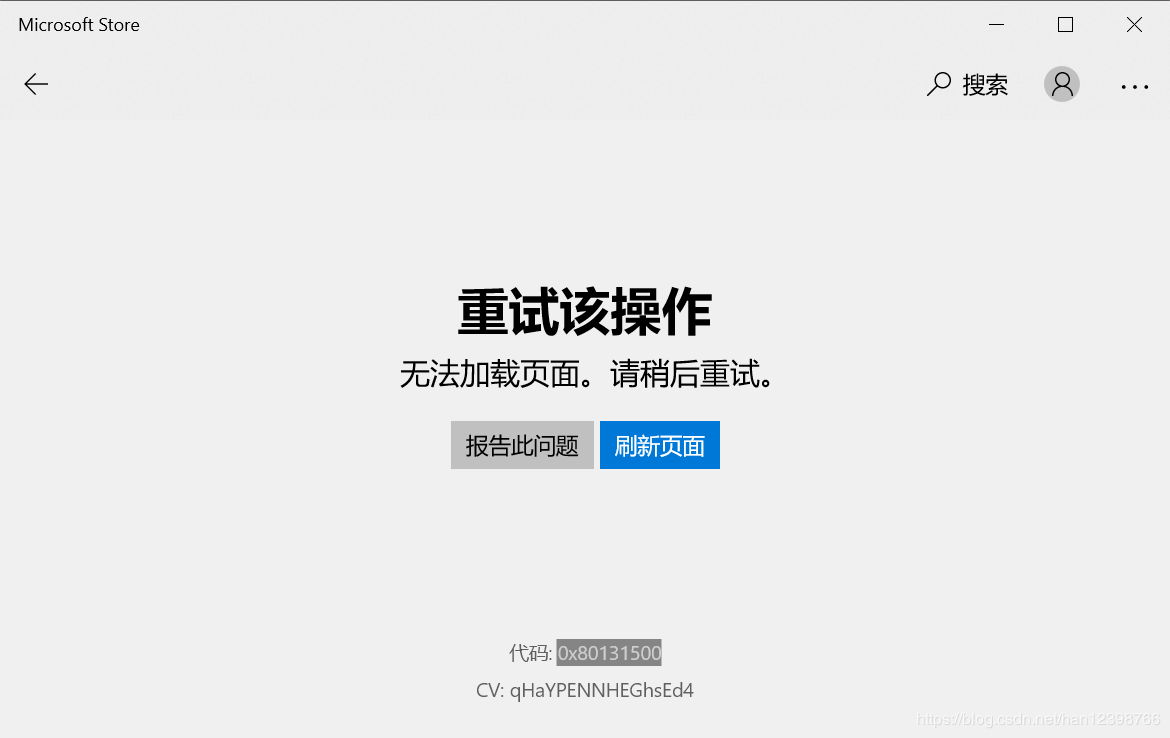 Microsoft Store
搜索
重试该操作
无法加载页面。请稍后重试。
报告此问题 刷新页面
代码: 0x80131500
CV: qHaYPENNHEGhsEd4
https://blog.csdn.net/han12398766